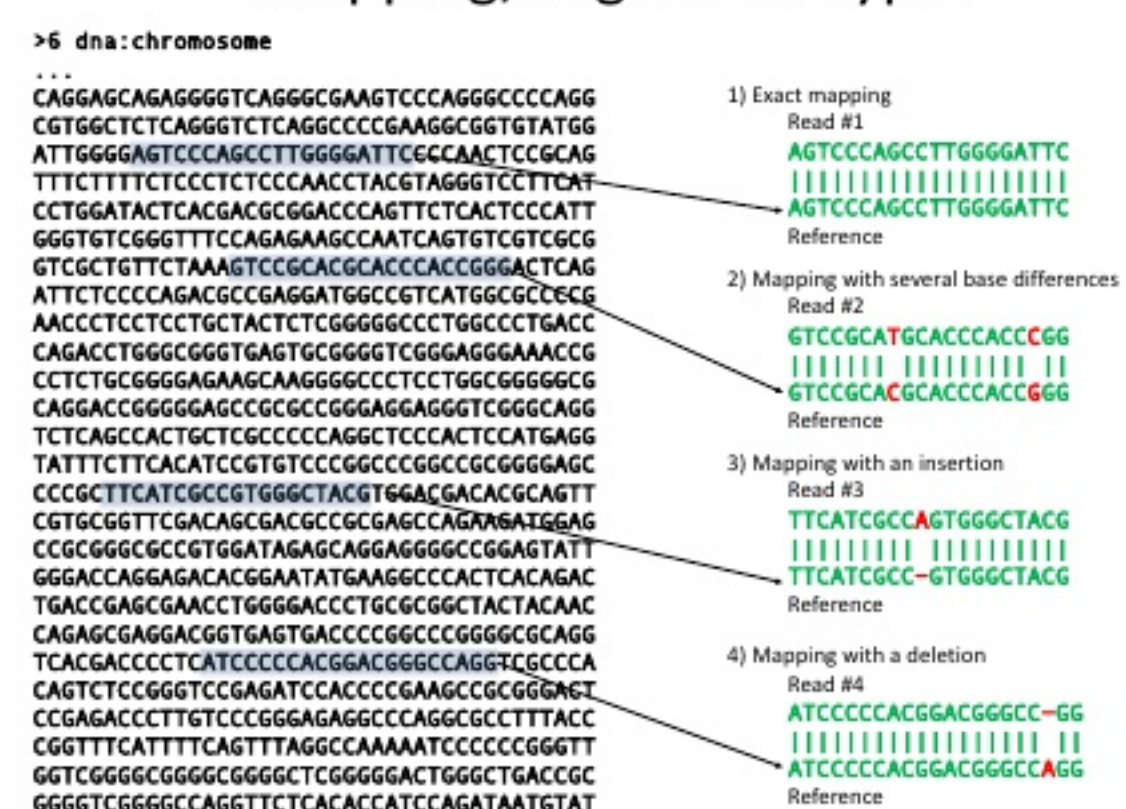 >6 dna:chromosome
...
CAGGAGCAGAGGGGTCAGGGCGAAGTCCCAGGGCCCCAGG
CGTGGCTCTCAGGGTCTCAGGCCCCGAAGGCGGTGTATGG
ATTGGGGAGTCCCAGCCTTGGGGATTCCCCAACTCCGCAG
TTTCTTTTTCTCCCTCTCCCAACCTACGTAGGGTCCTTCAT
CCTGGATACTCACGACGCGGACCCAGTTCTCACTCCCATT
GGGTGTCGGGTTTCCAGAGAAGCCAATCAGTGTCGTCGCG
GTCGCTGTTCTAAAGTCCGCACGCACCCACCGGGACTCAG
ATTCTCCCCAGACGCCGAGGATGGCCGTCATGGCGCCCCG
AACCCTCCTCCTGCTACTCTCGGGGGCCCTGGCCCTGACC
CAGACCTGGGCGGGTGAGTGCGGGGTCGGGAGGGAAACCG
CCTCTGCGGGGAGAAGCAAGGGGCCCTCCTGGCGGGGGCG
CAGGACCGGGGGAGCCGCGCCGGGAGGAGGGTCGGGCAGG
TCTCAGCCACTGCTCGCCCCCAGGCTCCCACTCCATGAGG
TATTTCTTCACATCCGTGTCCCGGCCCGGCCGCGGGGAGC
CCCGCTTCATCGCCGTGGGCTACGTGGACGACACGCAGTT
CGTGCGGTTCGACAGCGACGCCGCGAGCCAGAAGATGGAG
CCGCGGGCGCCGTGGATAGAGCAGGAGGGGCCGGAGTATT
GGGACCAGGAGACACGGAATATGAAGGCCCACTCACAGAC
TGACCGAGCGAACCTGGGGACCCTGCGCGGCTACTACAAC
CAGAGCGAGGACGGTGAGTGACCCCGGCCCGGGGCGCAGG
TCACGACCCCTCATCCCCCACGGACGGGCCAGGTCGCCCA
CAGTCTCCGGGTCCGAGATCCACCCCGAAGCCGCGGGACT
CCGAGACCCTTGTCCCGGGAGAGGCCCAGGCGCCTTTACC
CGGTTTCATTTTCAGTTTAGGCCAAAAATCCCCCCGGGTT
GGTCGGGGCGGGGCGGGGCTCGGGGGACTGGGCTGACCGC
GGGGTCGGGGCCAGGTTCTCACACCATCCAGATAATGTAT
1) Exact mapping
Read #1
AGTCCCAGCCTTGGGGATTC
AGTCCCAGCCTTGGGGATTC
Reference
2) Mapping with several base differences
Read #2
GTCCGCATGCACCCACCCGG
GTCCGCACGCACCCACCGGG
Reference
3) Mapping with an insertion
Read #3
TTCATCGCCAGTGGGCTACG
TTCATCGCC-GTGGGCTACG
Reference
4) Mapping with a deletion
Read #4
ATCCCCCACGGACGGGCC-GG
ATCCCCCACGGACGGGCCAGG
Reference